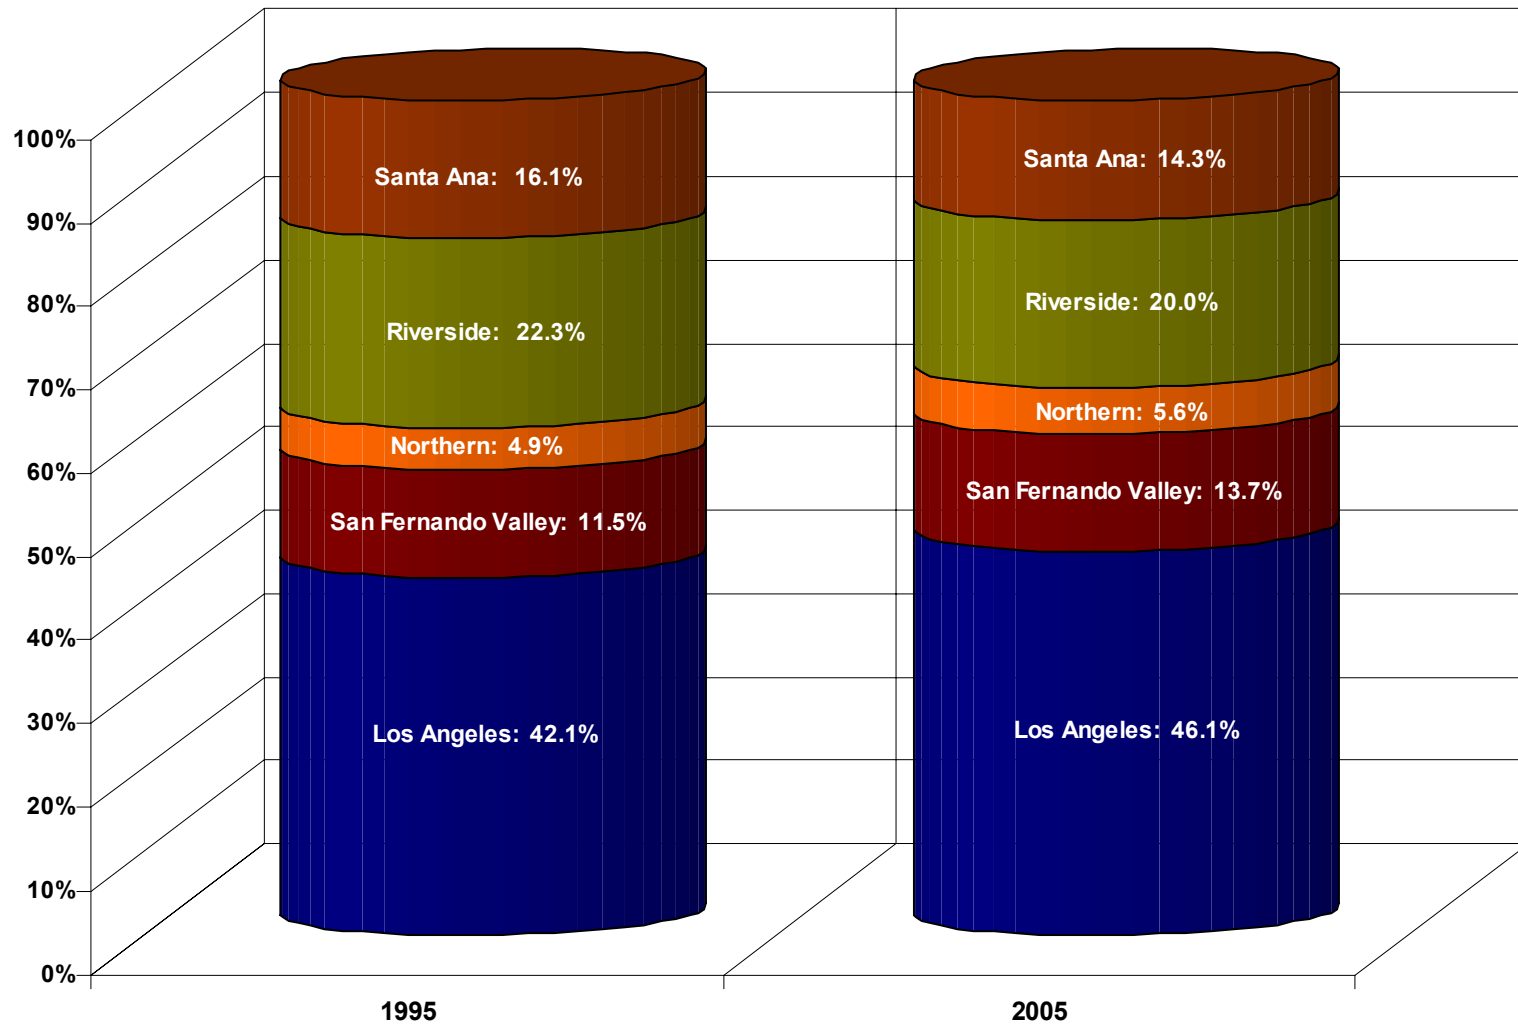 100%
90%
80%
70%
60%
50%
40%
30%
20%
10%
0%
Santa Ana: 16.1%
Riverside: 22.3%
Northern: 4.9%
San Fernando Valley: 11.5%
Los Angeles: 42.1%
Santa Ana: 14.3%
Riverside: 20.0%
Northern: 5.6%
San Fernando Valley: 13.7%
Los Angeles: 46.1%
1995
2005